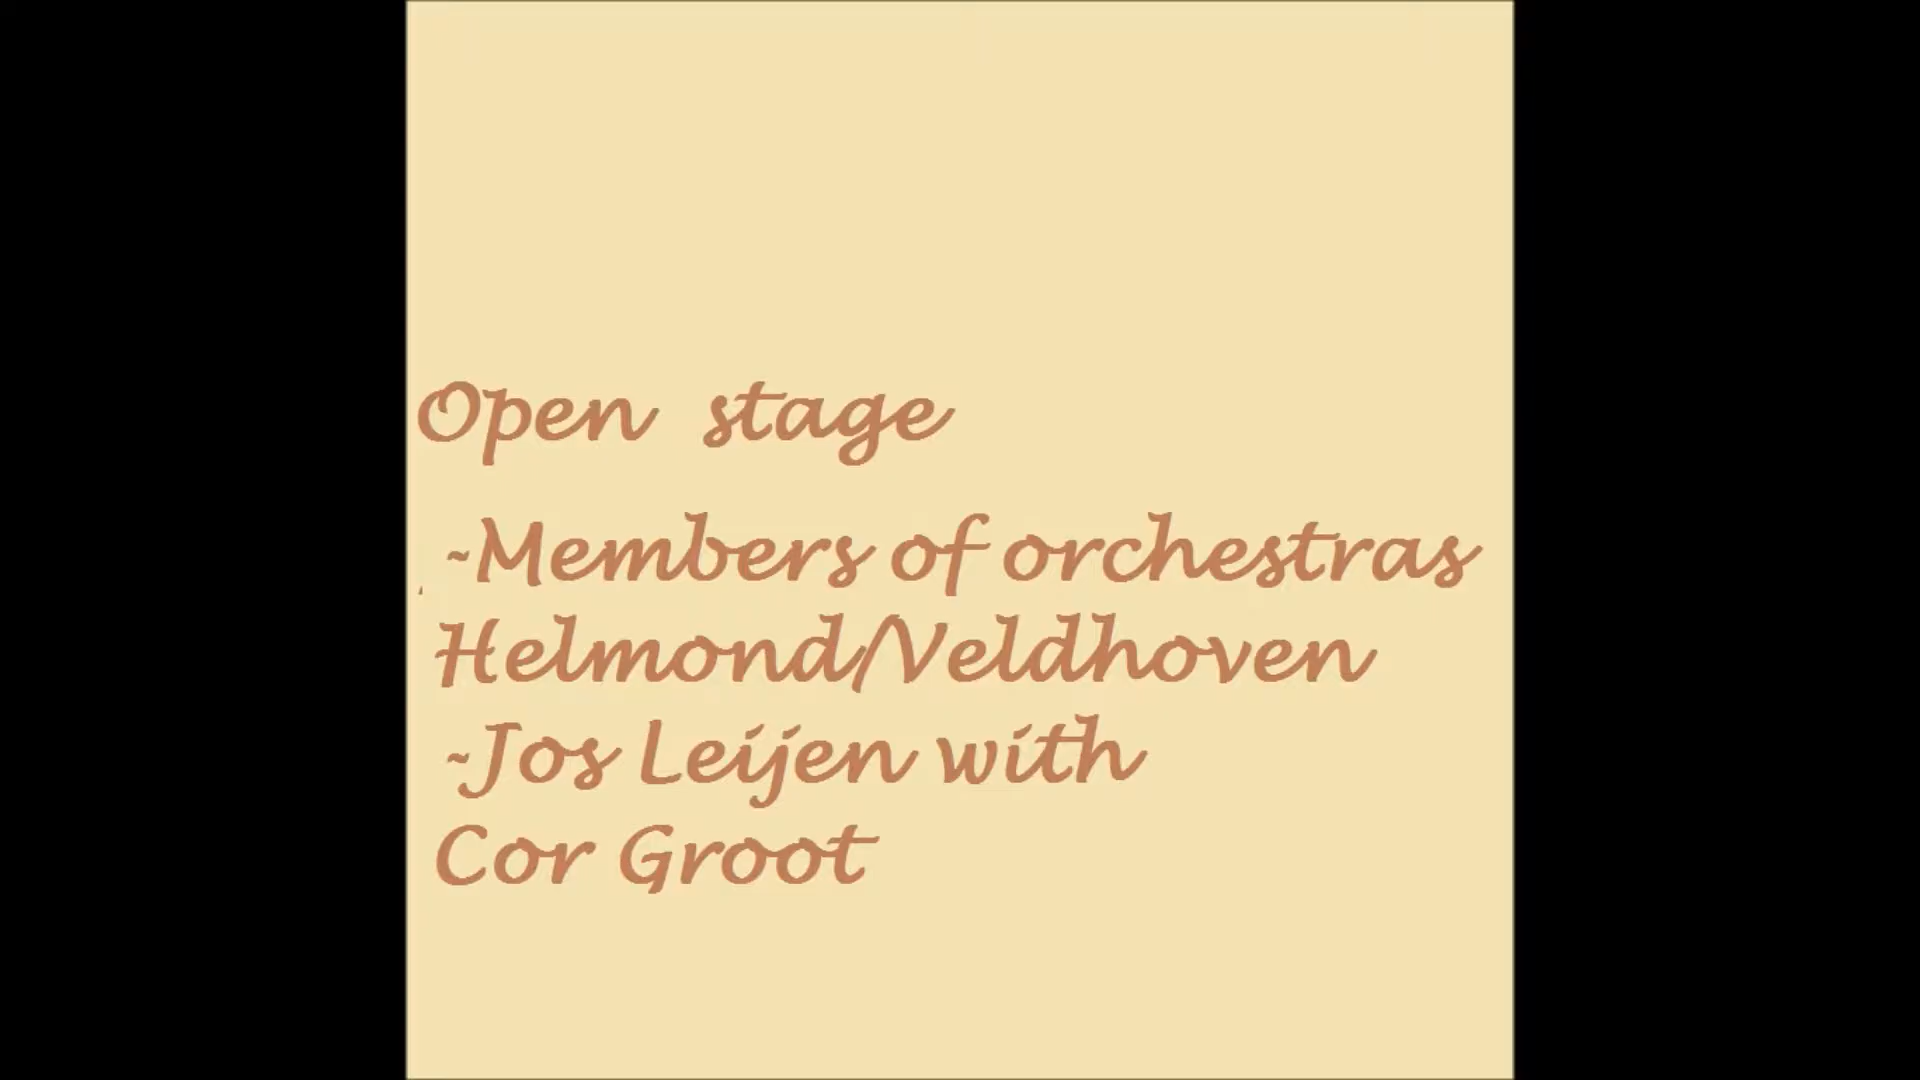 Open stage
-Members of orchestras
Helmond/Veldhoven
-Jos Leijen with
Cor Groot